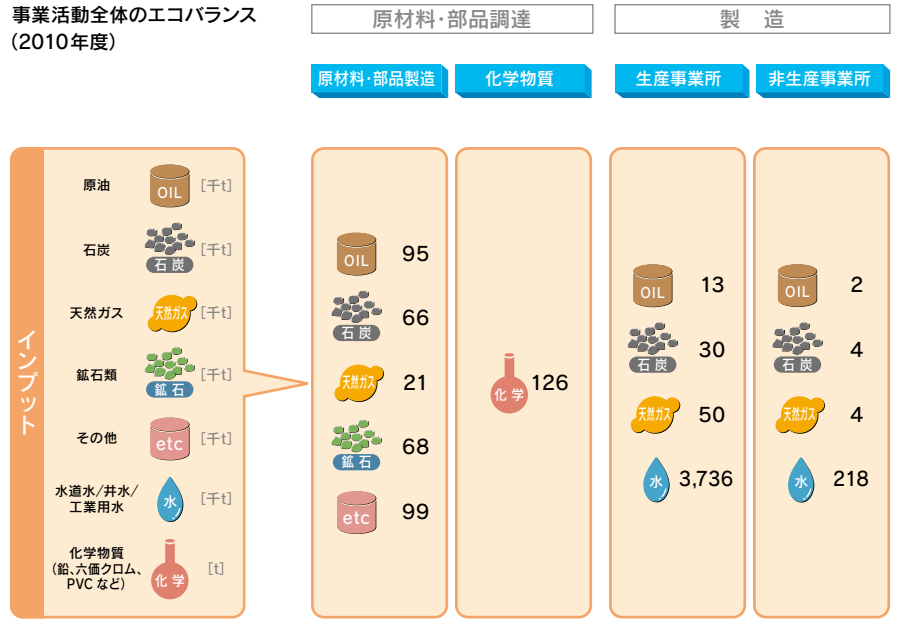 事業活動全体のエコバランス
(2010年度)
原材料・部品調達
製 造
原材料・部品製造
化学物質
生産事業所
非生産事業所
インプット
原油 OIL [千t]
石炭 石炭 [千t]
天然ガス 天然ガス [千t]
鉱石類 鉱石 [千t]
その他 etc [千t]
水道水/井水/
工業用水 水 [千t]
化学物質
(鉛、六価クロム、
PVC など) 化学 [t]
OIL 95
石炭 66
天然ガス 21
鉱石 68
etc 99
化学 126
OIL 13
石炭 30
天然ガス 50
水 3,736
OIL 2
石炭 4
天然ガス 4
水 218